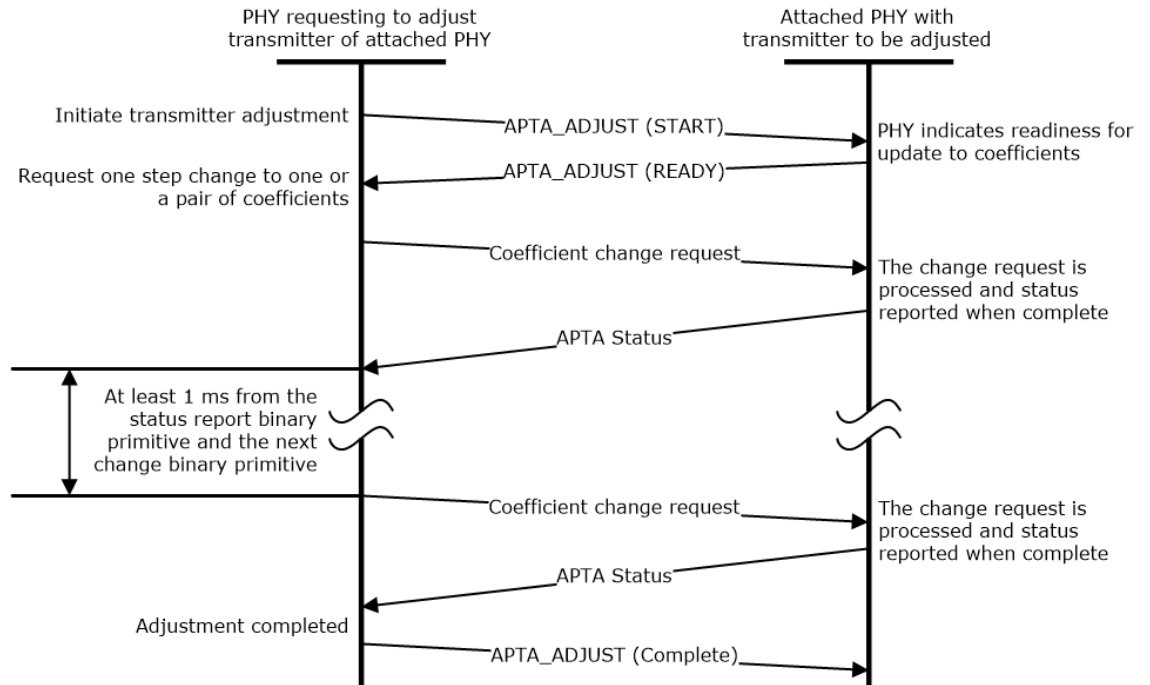 PHY requesting to adjust
transmitter of attached PHY
Attached PHY with
transmitter to be adjusted
Initiate transmitter adjustment
APTA_ADJUST (START)
PHY indicates readiness for
update to coefficients
APTA_ADJUST (READY)
Request one step change to one or
a pair of coefficients
Coefficient change request
The change request is
processed and status
reported when complete
APTA Status
At least 1 ms from the
status report binary
primitive and the next
change binary primitive
Coefficient change request
The change request is
processed and status
reported when complete
APTA Status
Adjustment completed
APTA_ADJUST (Complete)